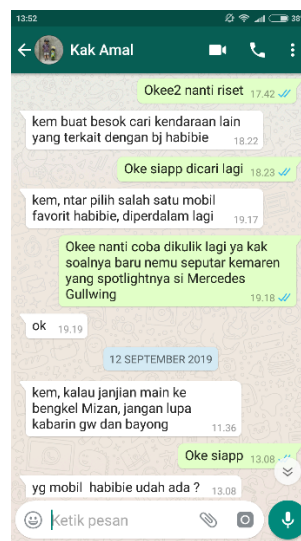 13:52
38
Kak Amal
Okee2 nanti riset 17.42
kem buat besok cari kendaraan lain
yang terkait dengan bj habibie 18.22
Oke siapp dicari lagi 18.23
kem, ntar pilih salah satu mobil
favorit habibie, diperdalam lagi 19.17
Okee nanti coba dikulik lagi ya kak
soalnya baru nemu seputar kemaren
yang spotlightnya si Mercedes
Gullwing
19.18
ok 19.19
12 SEPTEMBER 2019
kem, kalau janjian main ke
bengkel Mizan, jangan lupa
kabarin gw dan bayong 11.36
Oke siapp 13.08
yg mobil habibie udah ada ? 13.08
Ketik pesan